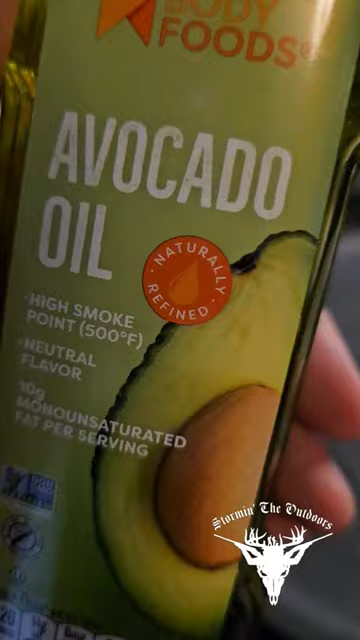 BODY
FOODS®
AVOCADO
OIL
· NATURALLY ·
REFINED
·HIGH SMOKE
POINT (500°F)
·NEUTRAL
FLAVOR
·10g
MONOUNSATURATED
FAT PER SERVING
Stormin' The Outdoors